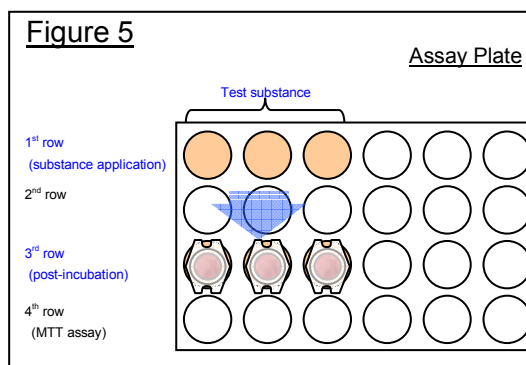 Figure 5
Assay Plate
Test substance
1st row
(substance application)
2nd row
3rd row
(post-incubation)
4th row
(MTT assay)